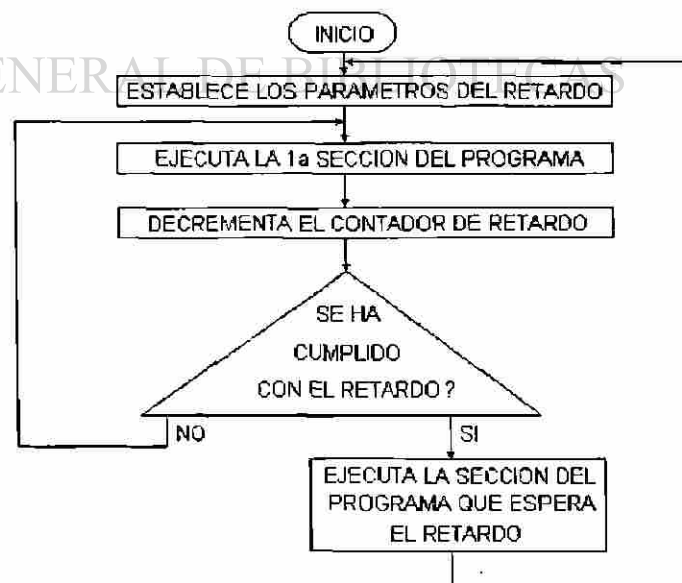 INICIO
ENERAL DE BIBLIOTECAS
ESTABLECE LOS PARAMETROS DEL RETARDO
EJECUTA LA 1a SECCION DEL PROGRAMA
DECREMENTA EL CONTADOR DE RETARDO
SE HA
CUMPLIDO
CON EL RETARDO ?
NO
SI
EJECUTA LA SECCION DEL
PROGRAMA QUE ESPERA
EL RETARDO